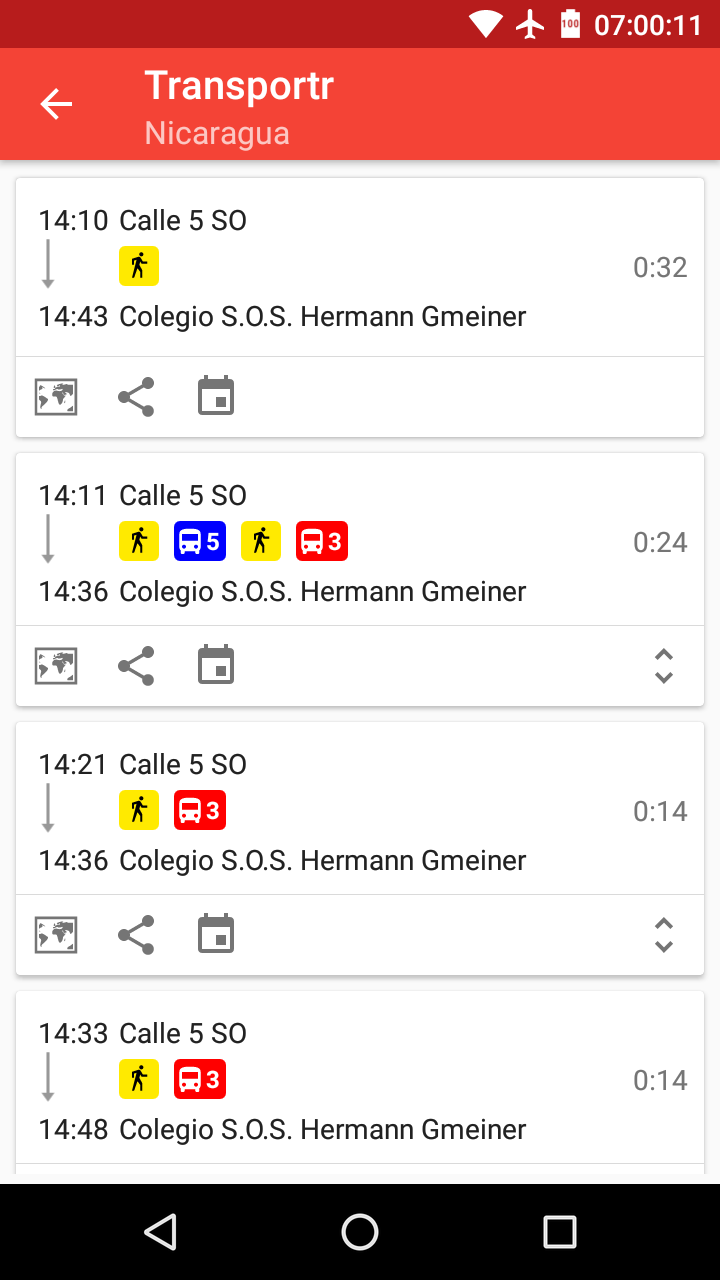 100 07:00:11
Transportr
Nicaragua
14:10 Calle 5 SO
0:32
14:43 Colegio S.O.S. Hermann Gmeiner
14:11 Calle 5 SO
5 3 0:24
14:36 Colegio S.O.S. Hermann Gmeiner
14:21 Calle 5 SO
3 0:14
14:36 Colegio S.O.S. Hermann Gmeiner
14:33 Calle 5 SO
3 0:14
14:48 Colegio S.O.S. Hermann Gmeiner